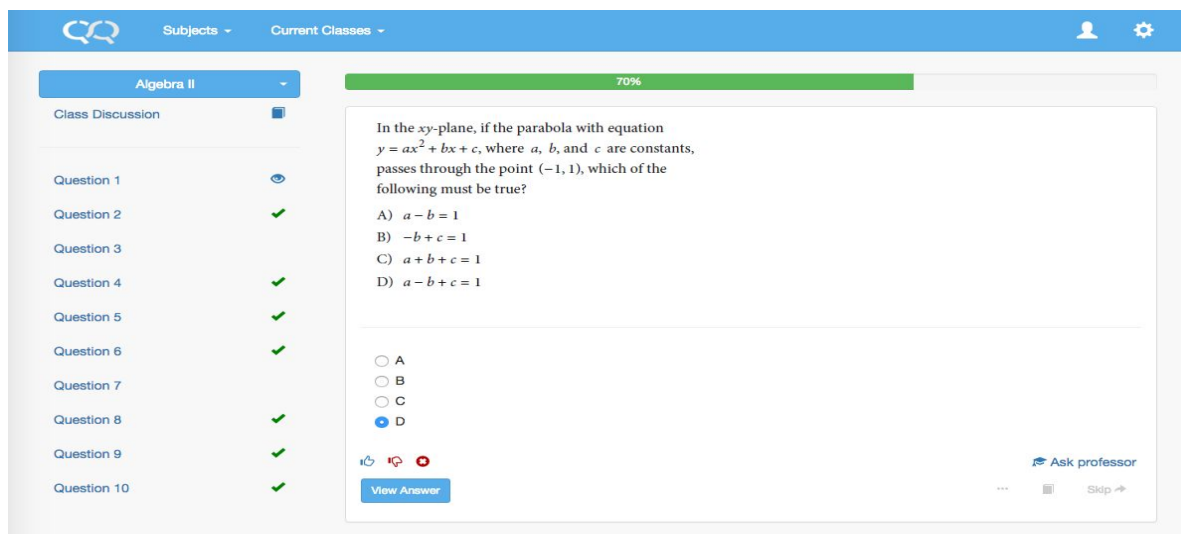 Subjects Current Classes
Algebra II
Class Discussion
Question 1
Question 2
Question 3
Question 4
Question 5
Question 6
Question 7
Question 8
Question 9
Question 10
70%
In the xy-plane, if the parabola with equation
y = ax² + bx + c, where a, b, and c are constants,
passes through the point (−1, 1), which of the
following must be true?
A) a − b = 1
B) −b + c = 1
C) a + b + c = 1
D) a − b + c = 1
A
B
C
D
Ask professor
View Answer
... Skip